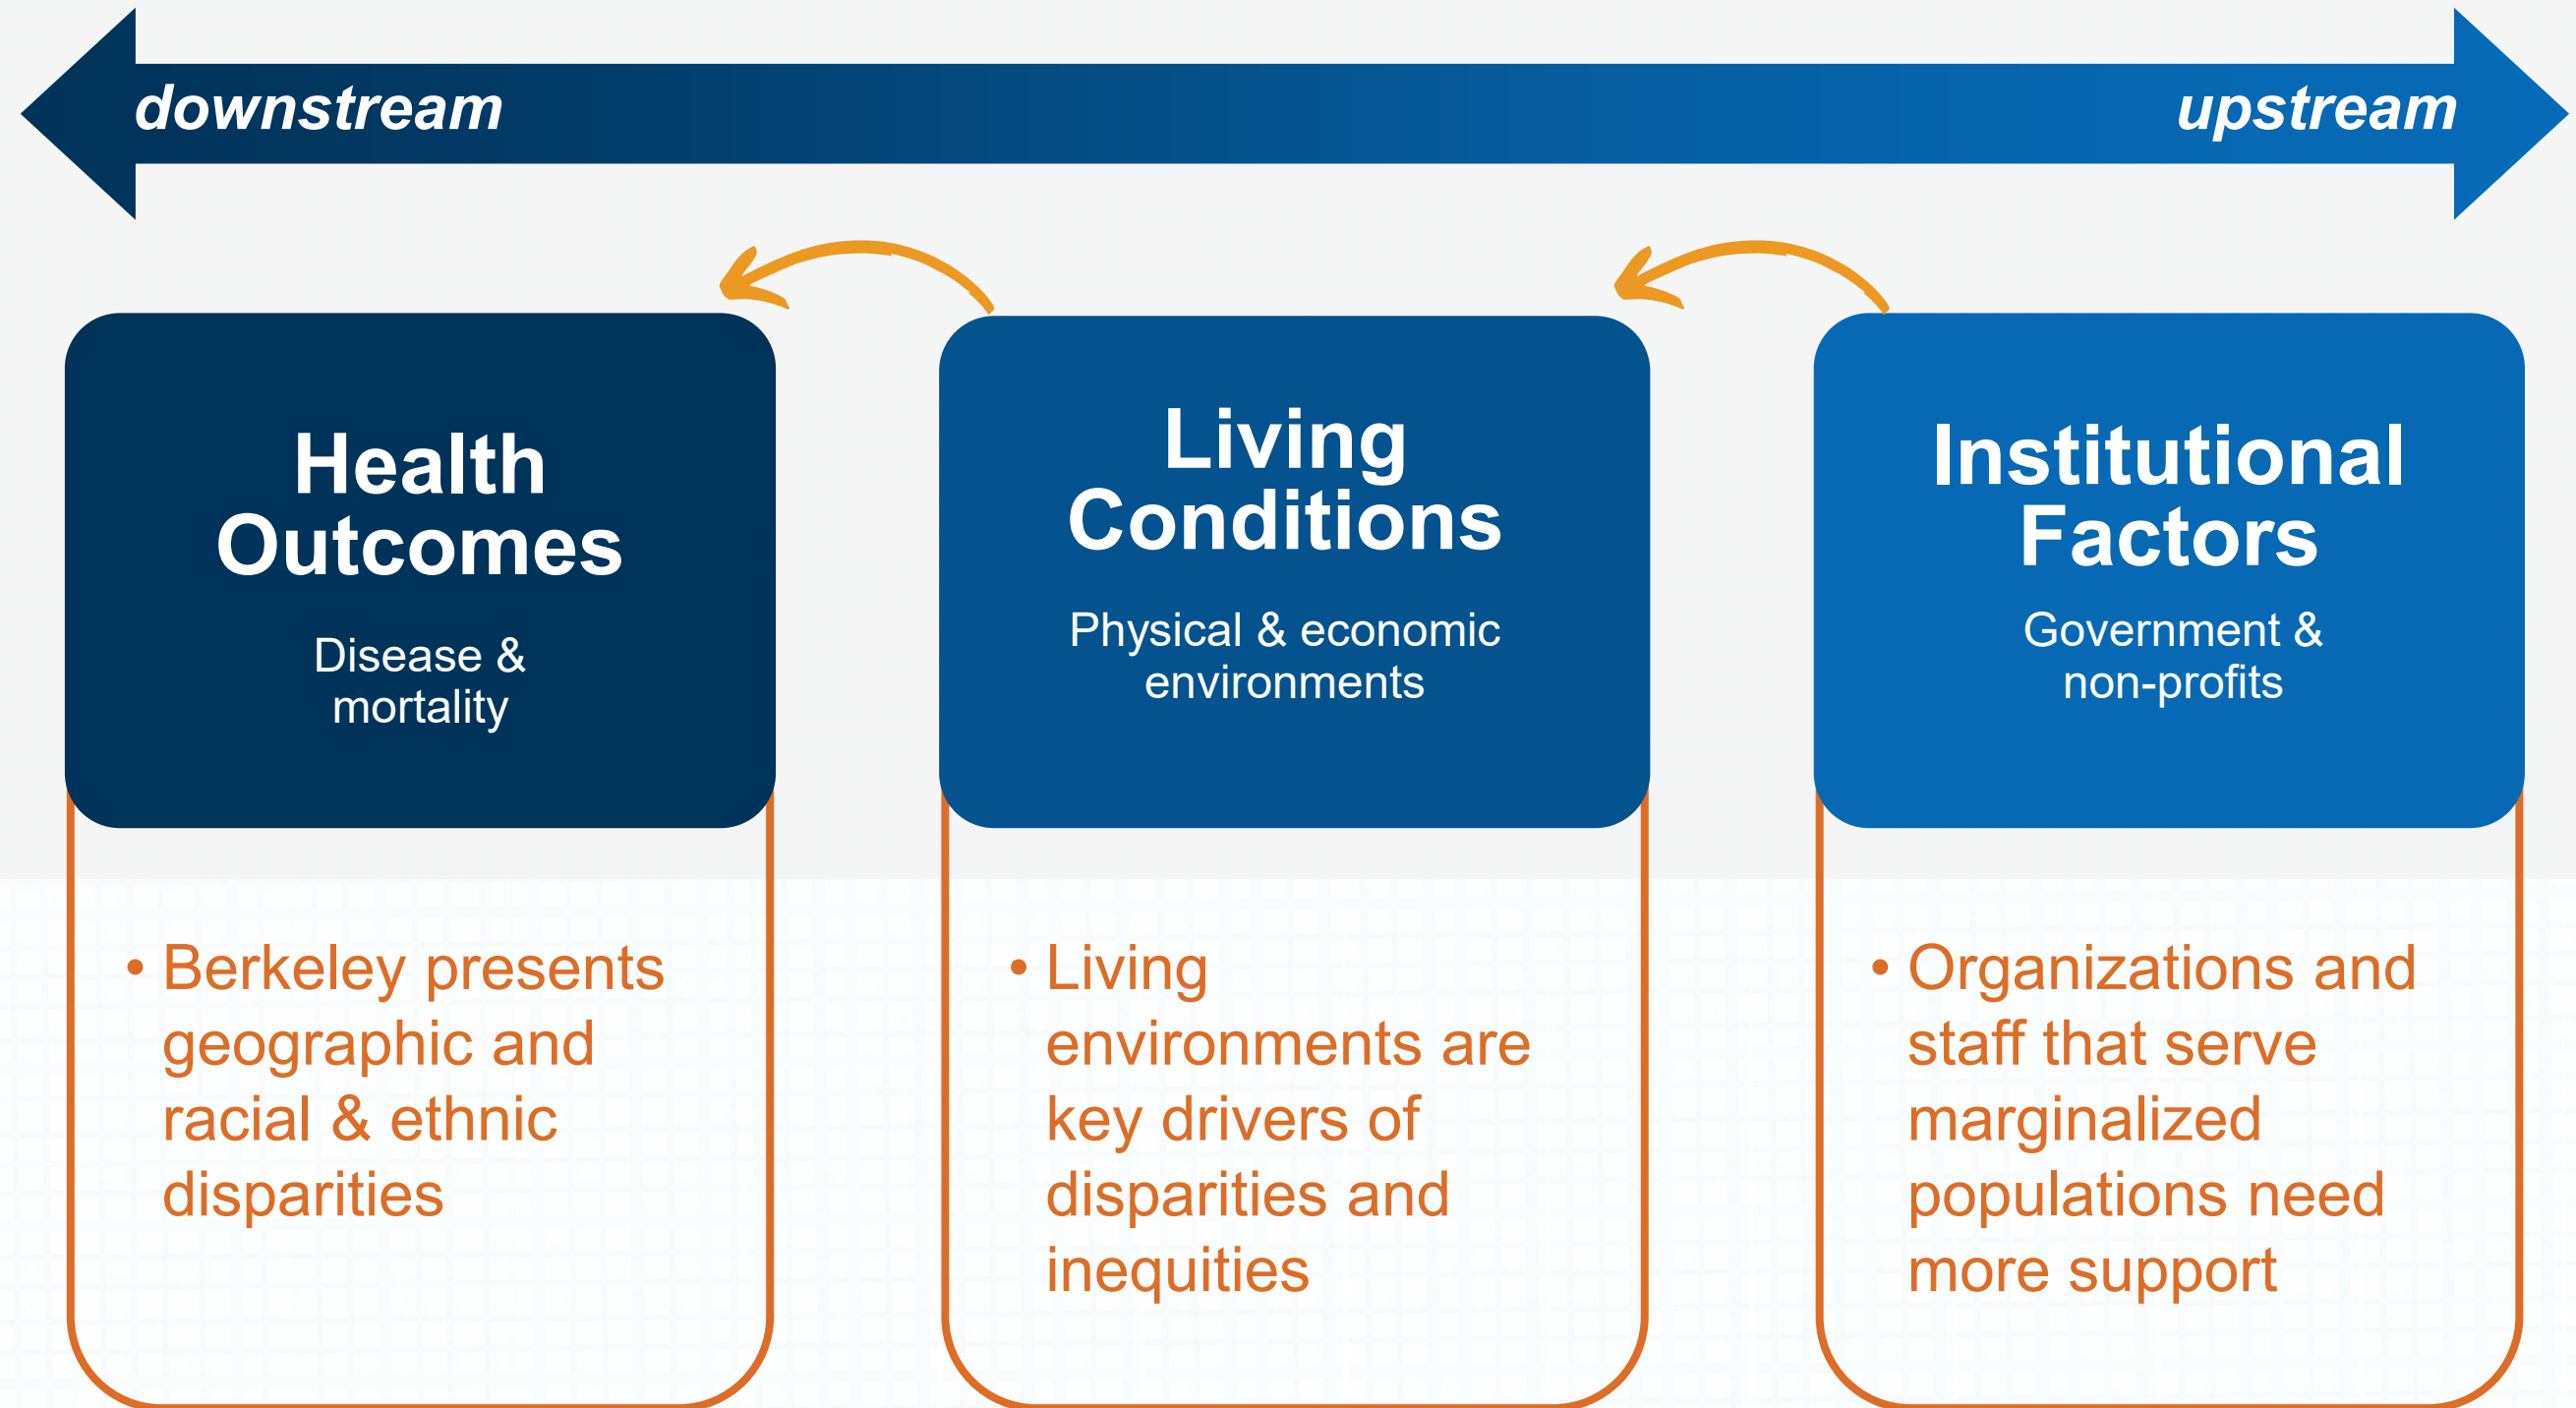 downstream
upstream
Health
Outcomes
Disease &
mortality
Living
Conditions
Physical & economic
environments
Institutional
Factors
Government &
non-profits
• Berkeley presents
geographic and
racial & ethnic
disparities
• Living
environments are
key drivers of
disparities and
inequities
• Organizations and
staff that serve
marginalized
populations need
more support